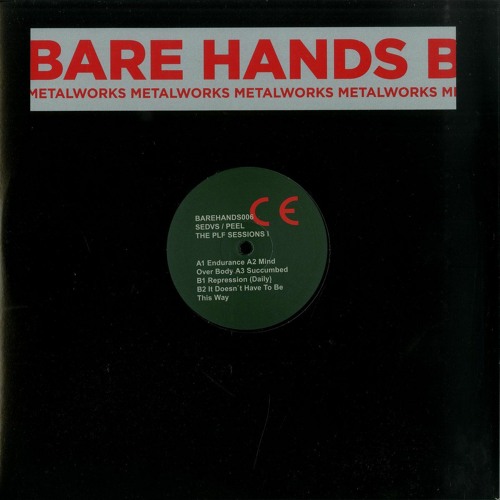 BARE HANDS B
METALWORKS METALWORKS METALWORKS METALWORKS M
BAREHANDS006 CE
SEDVS / PEEL
THE PLF SESSIONS I
A1 Endurance A2 Mind
Over Body A3 Succumbed
B1 Repression (Daily)
B2 It Doesn´t Have To Be
This Way